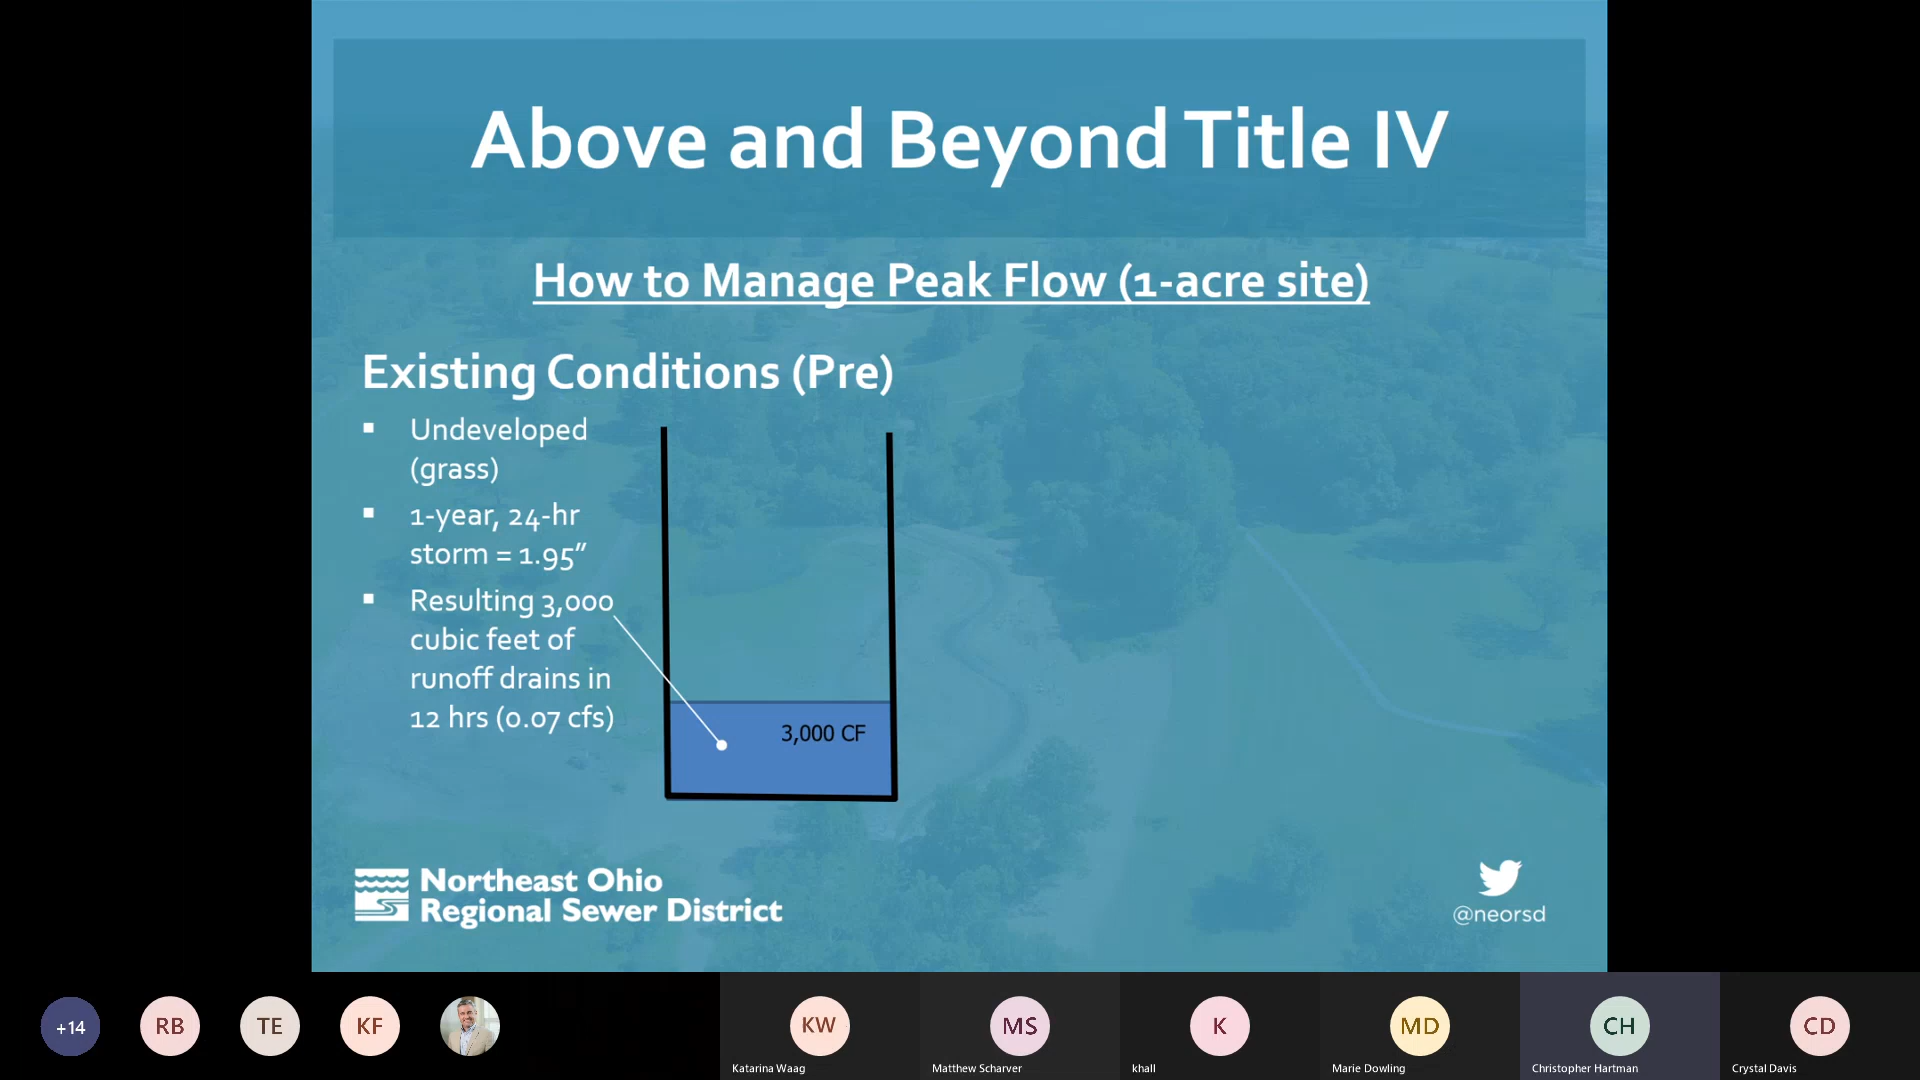 Above and Beyond Title IV
How to Manage Peak Flow (1-acre site)
Existing Conditions (Pre)
▪ Undeveloped
(grass)
▪ 1-year, 24-hr
storm = 1.95”
▪ Resulting 3,000
cubic feet of
runoff drains in
12 hrs (0.07 cfs)
3,000 CF
Northeast Ohio
Regional Sewer District
@neorsd
+14
RB
TE
KF
KW
MS
K
MD
CH
CD
Katarina Waag
Matthew Scharver
khall
Marie Dowling
Christopher Hartman
Crystal Davis